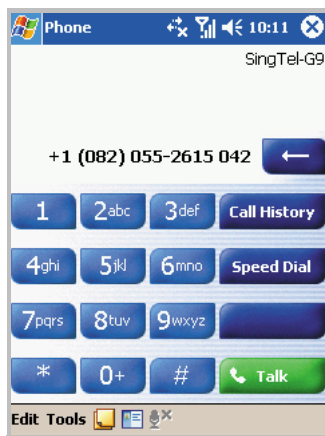 Phone 10:11
SingTel-G9
+1 (082) 055-2615 042
1 2abc 3def Call History
4ghi 5jkl 6mno Speed Dial
7pqrs 8tuv 9wxyz
* 0+ # Talk
Edit Tools